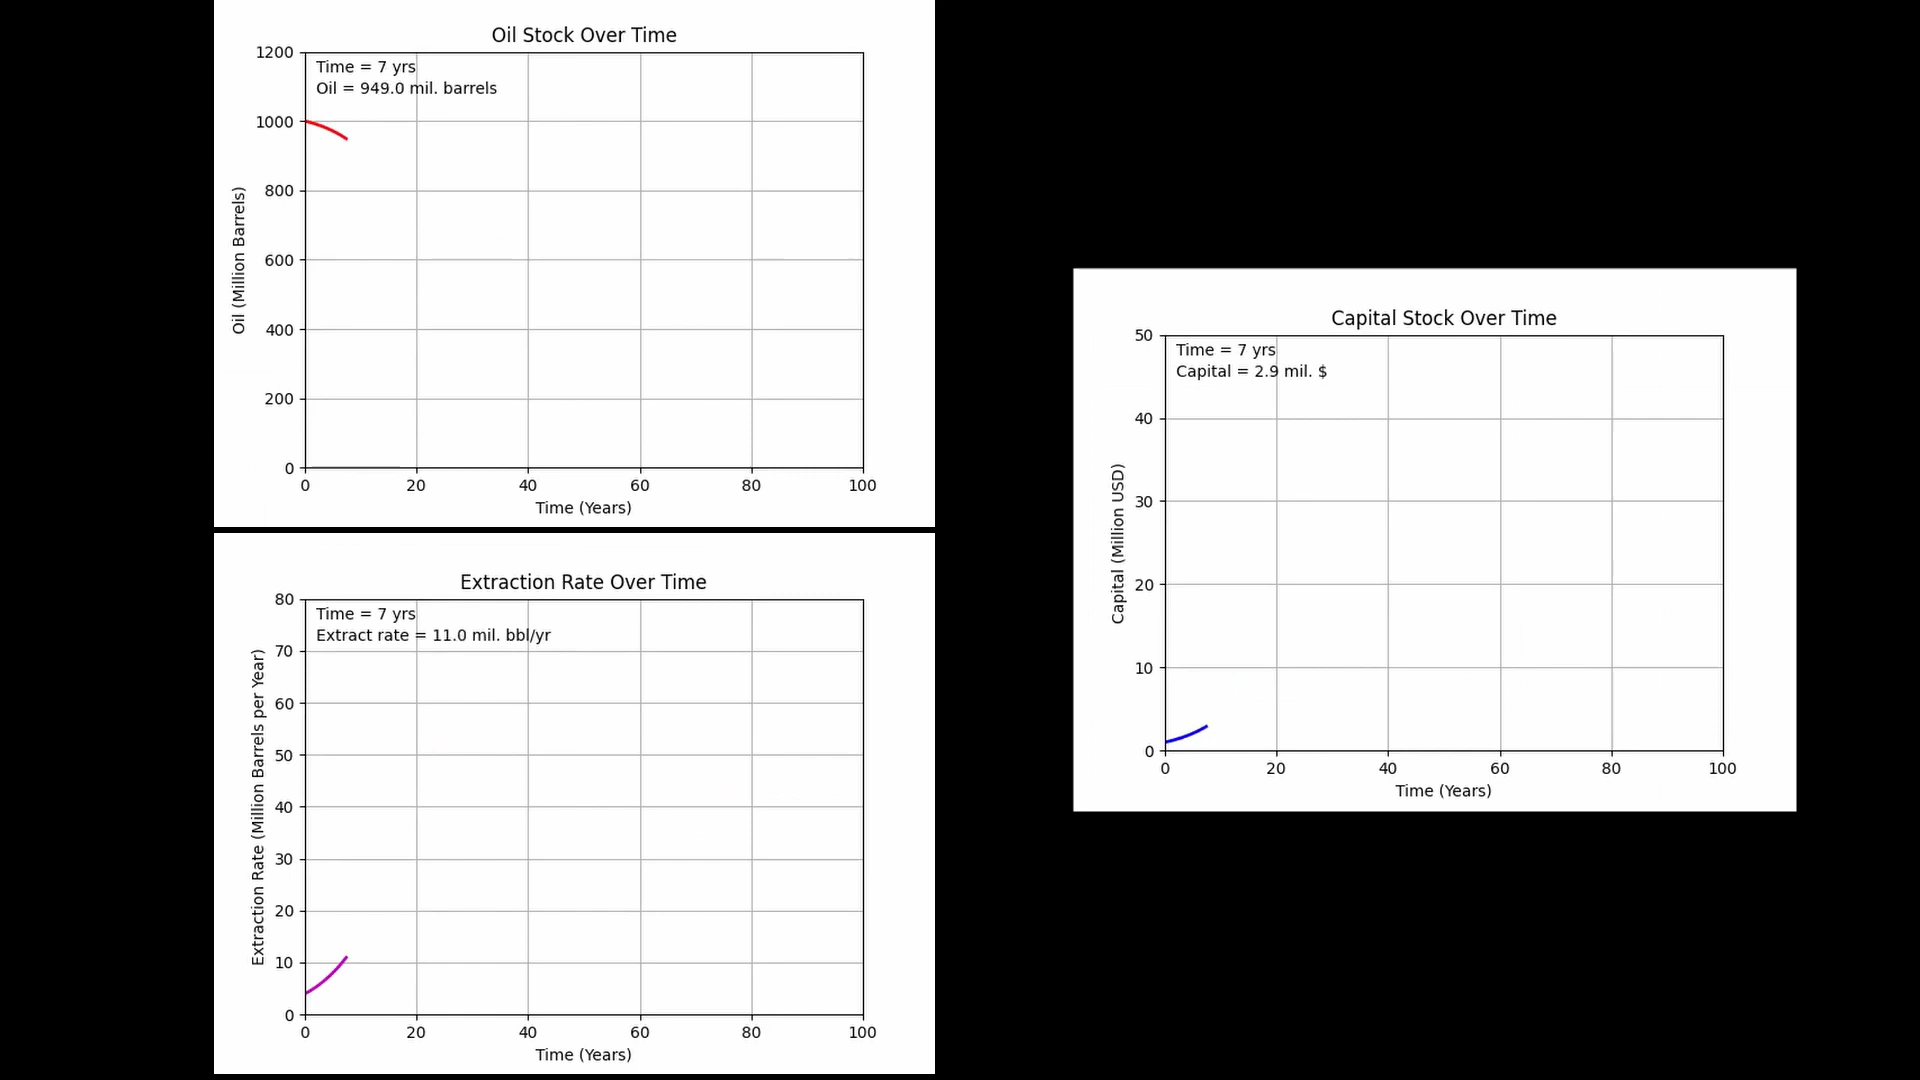 Oil Stock Over Time
Time = 7 yrs
Oil = 949.0 mil. barrels
1200
1000
800
600
400
200
0
Oil (Million Barrels)
0 20 40 60 80 100
Time (Years)
Extraction Rate Over Time
Time = 7 yrs
Extract rate = 11.0 mil. bbl/yr
80
70
60
50
40
30
20
10
0
Extraction Rate (Million Barrels per Year)
0 20 40 60 80 100
Time (Years)
Capital Stock Over Time
Time = 7 yrs
Capital = 2.9 mil. $
50
40
30
20
10
0
Capital (Million USD)
0 20 40 60 80 100
Time (Years)